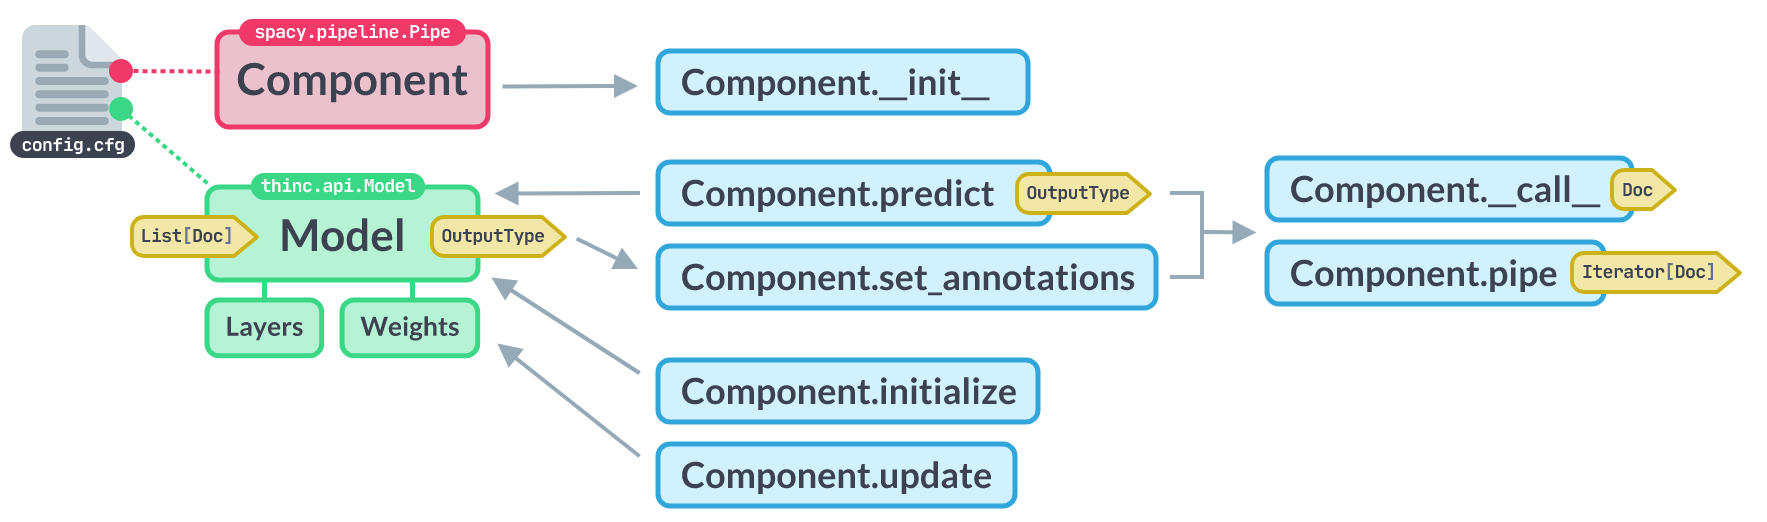 config.cfg
spacy.pipeline.Pipe
Component
thinc.api.Model
List[Doc]
Model
OutputType
Layers
Weights
Component.__init__
Component.predict
OutputType
Component.set_annotations
Component.initialize
Component.update
Component.__call__
Doc
Component.pipe
Iterator[Doc]